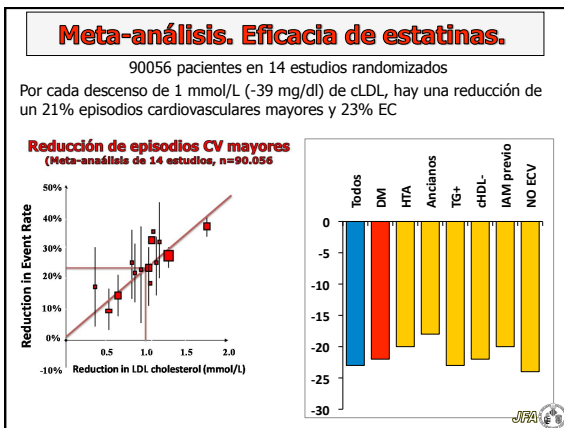 Meta-análisis. Eficacia de estatinas.
90056 pacientes en 14 estudios randomizados
Por cada descenso de 1 mmol/L (-39 mg/dl) de cLDL, hay una reducción de
un 21% episodios cardiovasculares mayores y 23% EC
Reducción de episodios CV mayores
(Meta-anaálisis de 14 estudios, n=90.056
50%
40%
30%
20%
10%
0%
-10%
Reduction in Event Rate
0.5 1.0 1.5 2.0
Reduction in LDL cholesterol (mmol/L)
Todos
DM
HTA
Ancianos
TG+
cHDL-
IAM previo
NO ECV
0
-5
-10
-15
-20
-25
-30
JFA